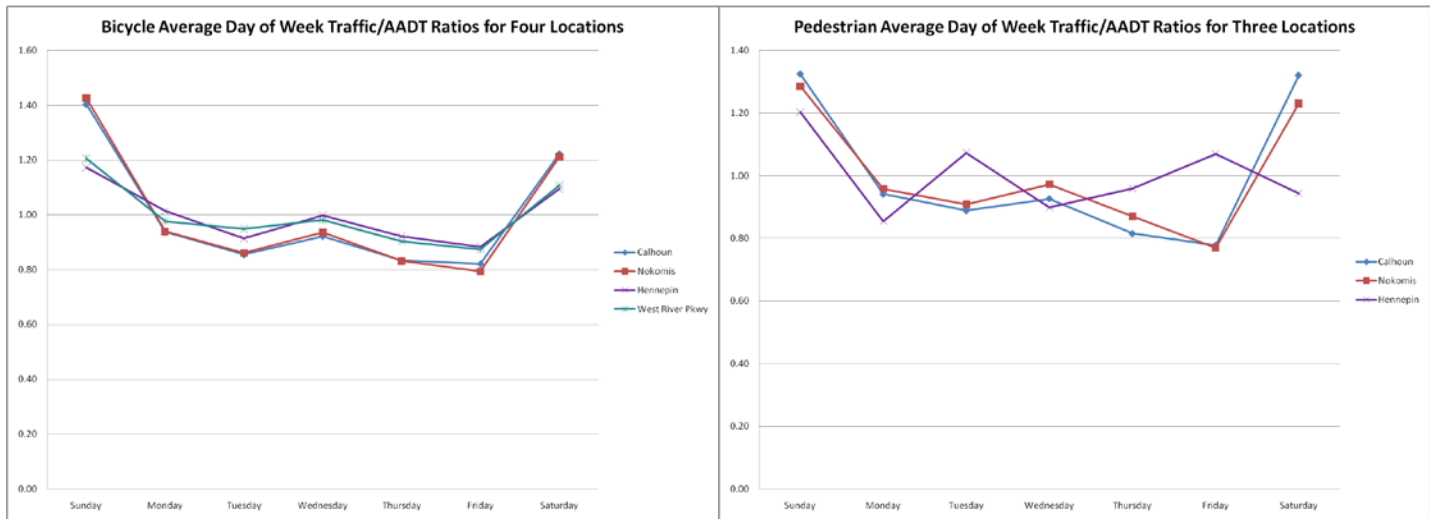 Bicycle Average Day of Week Traffic/AADT Ratios for Four Locations
1.60
1.40
1.20
1.00
0.80
0.60
0.40
0.20
0.00
Sunday Monday Tuesday Wednesday Thursday Friday Saturday
Calhoun
Nokomis
Hennepin
West River Pkwy
Pedestrian Average Day of Week Traffic/AADT Ratios for Three Locations
1.40
1.20
1.00
0.80
0.60
0.40
0.20
0.00
Sunday Monday Tuesday Wednesday Thursday Friday Saturday
Calhoun
Nokomis
Hennepin